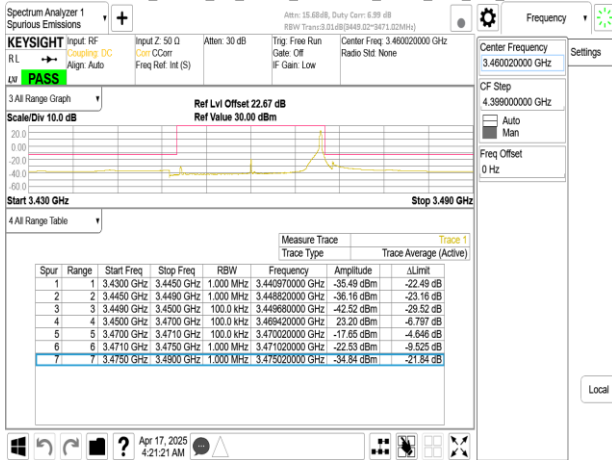 Spectrum Analyzer 1
Spurious Emissions
Attn: 15.68dB, Duty Corr: 6.99 dB
RBW Trans:3.01dB(3449.02~3471.02MHz)
Frequency
KEYSIGHT
Input: RF
Coupling: DC
Align: Auto
Input Z: 50 Ω
Corr CCorr
Freq Ref: Int (S)
Atten: 30 dB
Trig: Free Run
Gate: Off
IF Gain: Low
Center Freq: 3.460020000 GHz
Radio Std: None
RL
LXI PASS
Center Frequency
3.460020000 GHz
Settings
CF Step
4.399000000 GHz
Auto
Man
Freq Offset
0 Hz
Local
3 All Range Graph
Ref Lvl Offset 22.67 dB
Scale/Div 10.0 dB
Ref Value 30.00 dBm
20.0
0.00
-20.0
-40.0
-60.0
Start 3.430 GHz
Stop 3.490 GHz
4 All Range Table
Measure Trace Trace 1
Trace Type Trace Average (Active)
Spur Range Start Freq Stop Freq RBW Frequency Amplitude ΔLimit
1 1 3.4300 GHz 3.4450 GHz 1.000 MHz 3.440970000 GHz -35.49 dBm -22.49 dB
2 2 3.4450 GHz 3.4490 GHz 1.000 MHz 3.448820000 GHz -36.16 dBm -23.16 dB
3 3 3.4490 GHz 3.4500 GHz 100.0 kHz 3.449680000 GHz -42.52 dBm -29.52 dB
4 4 3.4500 GHz 3.4700 GHz 100.0 kHz 3.469420000 GHz 23.20 dBm -6.797 dB
5 5 3.4700 GHz 3.4710 GHz 100.0 kHz 3.470020000 GHz -17.65 dBm -4.646 dB
6 6 3.4710 GHz 3.4750 GHz 1.000 MHz 3.471020000 GHz -22.53 dBm -9.525 dB
7 7 3.4750 GHz 3.4900 GHz 1.000 MHz 3.475020000 GHz -34.84 dBm -21.84 dB
Apr 17, 2025
4:21:21 AM